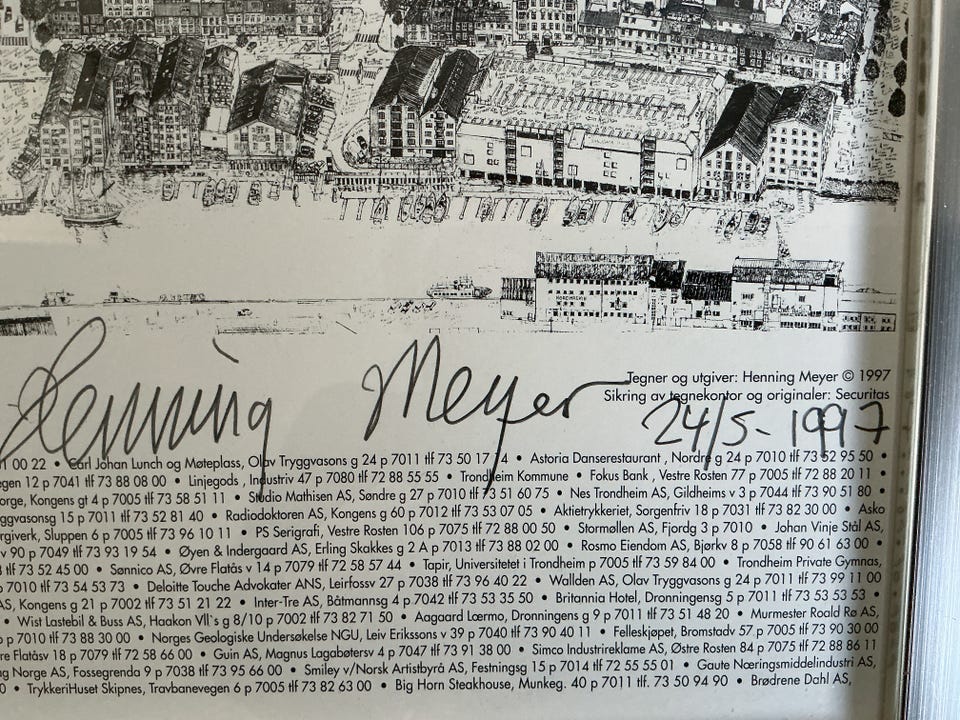 Tegner og utgiver: Henning Meyer © 1997
Sikring av tegnekontor og originaler: Securitas
Henning Meyer 24/5-1997
1 00 22 • Carl Johan Lunch og Møteplass, Olav Tryggvasons g 24 p 7011 tlf 73 50 17 4 • Astoria Danserestaurant, Nordre g 24 p 7010 tlf 73 52 95 50 •
egen 12 p 7041 tlf 73 88 08 00 • Linjegods, Industriv 47 p 7080 tlf 72 88 55 55 • Trondheim Kommune • Fokus Bank, Vestre Rosten 77 p 7005 tlf 72 88 20 11 •
orge, Kongens gt 4 p 7005 tlf 73 58 51 11 • Studio Mathisen AS, Søndre g 27 p 7010 tlf 73 51 60 75 • Nes Trondheim AS, Gildheims v 3 p 7044 tlf 73 90 51 80 •
ggvasonsg 15 p 7011 tlf 73 52 81 40 • Radiodoktoren AS, Kongens g 60 p 7012 tlf 73 53 07 05 • Aktietrykkeriet, Sorgenfriv 18 p 7031 tlf 73 82 30 00 • Asko
rgiverk, Sluppen 6 p 7005 tlf 73 96 10 11 • PS Serigrafi, Vestre Rosten 106 p 7075 tlf 72 88 00 50 • Stormøllen AS, Fjordg 3 p 7010 • Johan Vinje Stål AS,
v 90 p 7049 tlf 73 93 19 54 • Øyen & Indergaard AS, Erling Skakkes g 2 A p 7013 tlf 73 88 02 00 • Rosmo Eiendom AS, Bjørkv 8 p 7058 tlf 90 61 63 00 •
tlf 73 52 45 00 • Sønnico AS, Øvre Flatås v 14 p 7079 tlf 72 58 57 44 • Tapir, Universitetet i Trondheim p 7005 tlf 73 59 84 00 • Trondheim Private Gymnas,
p 7010 tlf 73 54 53 73 • Deloitte Touche Advokater ANS, Leirfossv 27 p 7038 tlf 73 96 40 22 • Wallden AS, Olav Tryggvasons g 24 p 7011 tlf 73 99 11 00
AS, Kongens g 21 p 7002 tlf 73 51 21 22 • Inter-Tre AS, Båtmannsg 4 p 7042 tlf 73 53 35 50 • Britannia Hotel, Dronningensg 5 p 7011 tlf 73 53 53 53 •
• Wist Lastebil & Buss AS, Haakon VII`s g 8/10 p 7002 tlf 73 82 71 50 • Aagaard Lærmo, Dronningens g 9 p 7011 tlf 73 51 48 20 • Murmester Roald Rø AS,
p 7010 tlf 73 88 30 00 • Norges Geologiske Undersøkelse NGU, Leiv Erikssons v 39 p 7040 tlf 73 90 40 11 • Felleskjøpet, Bromstadv 57 p 7005 tlf 73 90 30 00
re Flatåsv 18 p 7079 tlf 72 58 66 00 • Guin AS, Magnus Lagabøtersv 4 p 7047 tlf 73 91 38 00 • Simco Industrireklame AS, Østre Rosten 84 p 7075 tlf 72 88 86 11
g Norge AS, Fossegrenda 9 p 7038 tlf 73 95 66 00 • Smiley v/Norsk Artistbyrå AS, Festningsg 15 p 7014 tlf 72 55 55 01 • Gaute Næringsmiddelindustri AS,
0 • TrykkeriHuset Skipnes, Travbanevegen 6 p 7005 tlf 73 82 63 00 • Big Horn Steakhouse, Munkeg. 40 p 7011 tlf. 73 50 94 90 • Brødrene Dahl AS,